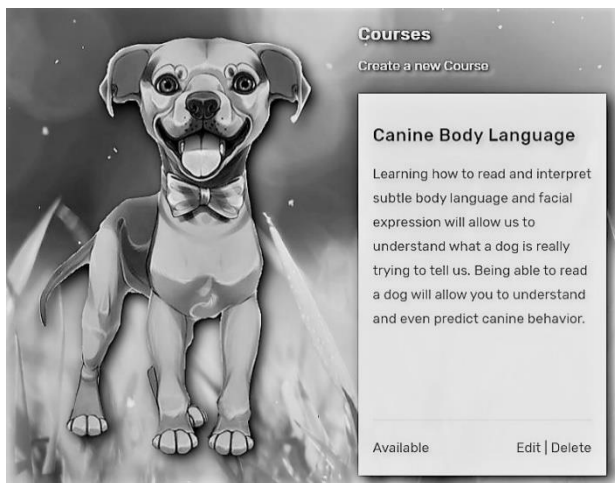 Courses
Create a new Course
Canine Body Language
Learning how to read and interpret
subtle body language and facial
expression will allow us to
understand what a dog is really
trying to tell us. Being able to read
a dog will allow you to understand
and even predict canine behavior.
Available
Edit | Delete